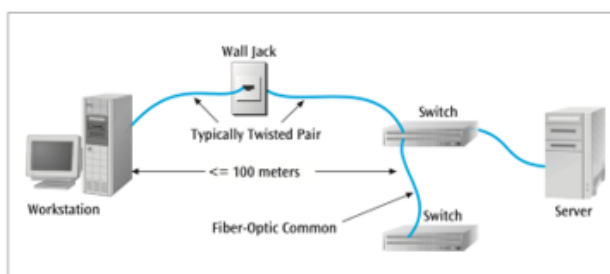 Wall Jack
Switch
Typically Twisted Pair
<= 100 meters
Workstation
Fiber-Optic Common
Switch
Server